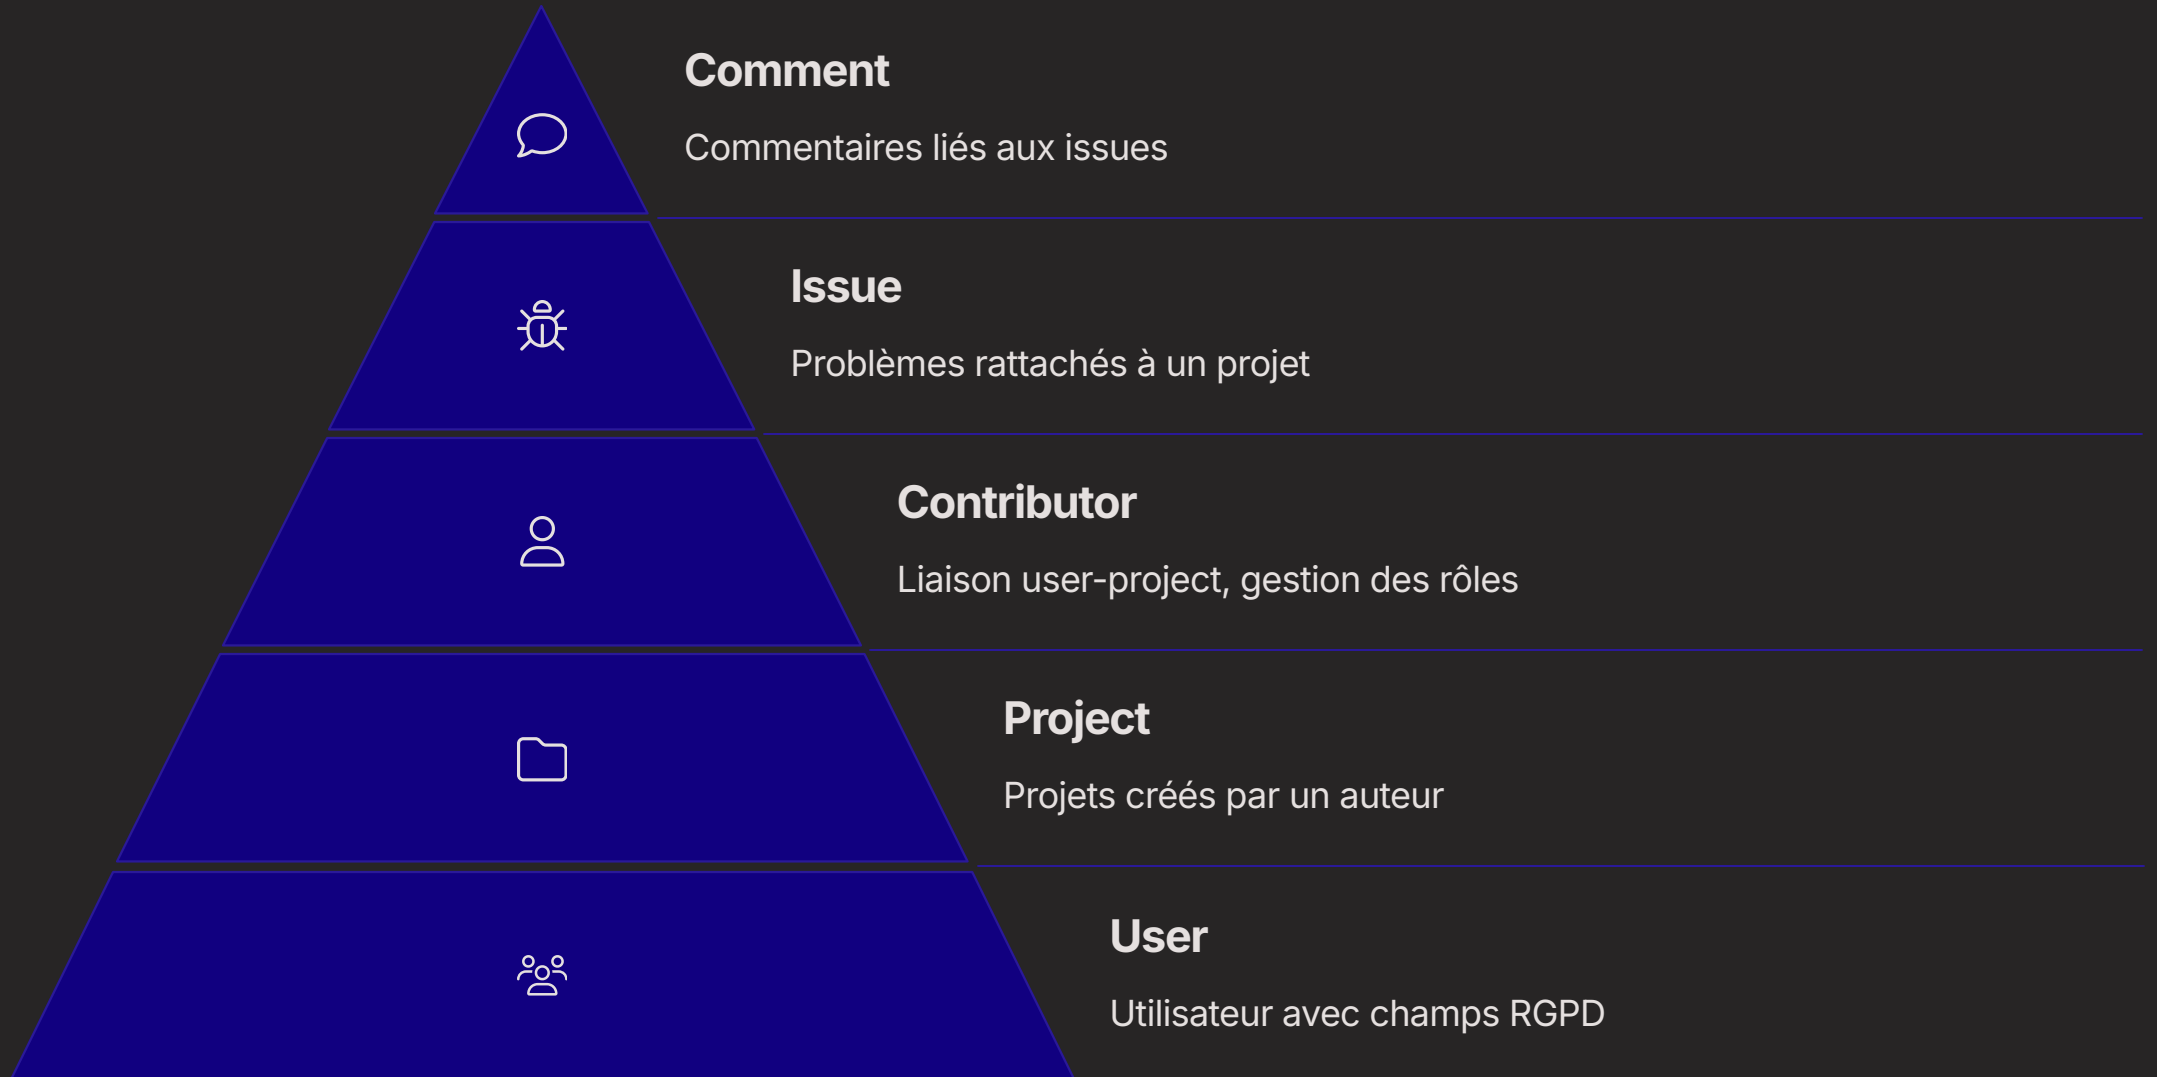 Comment
Commentaires liés aux issues
Issue
Problèmes rattachés à un projet
Contributor
Liaison user-project, gestion des rôles
Project
Projets créés par un auteur
User
Utilisateur avec champs RGPD